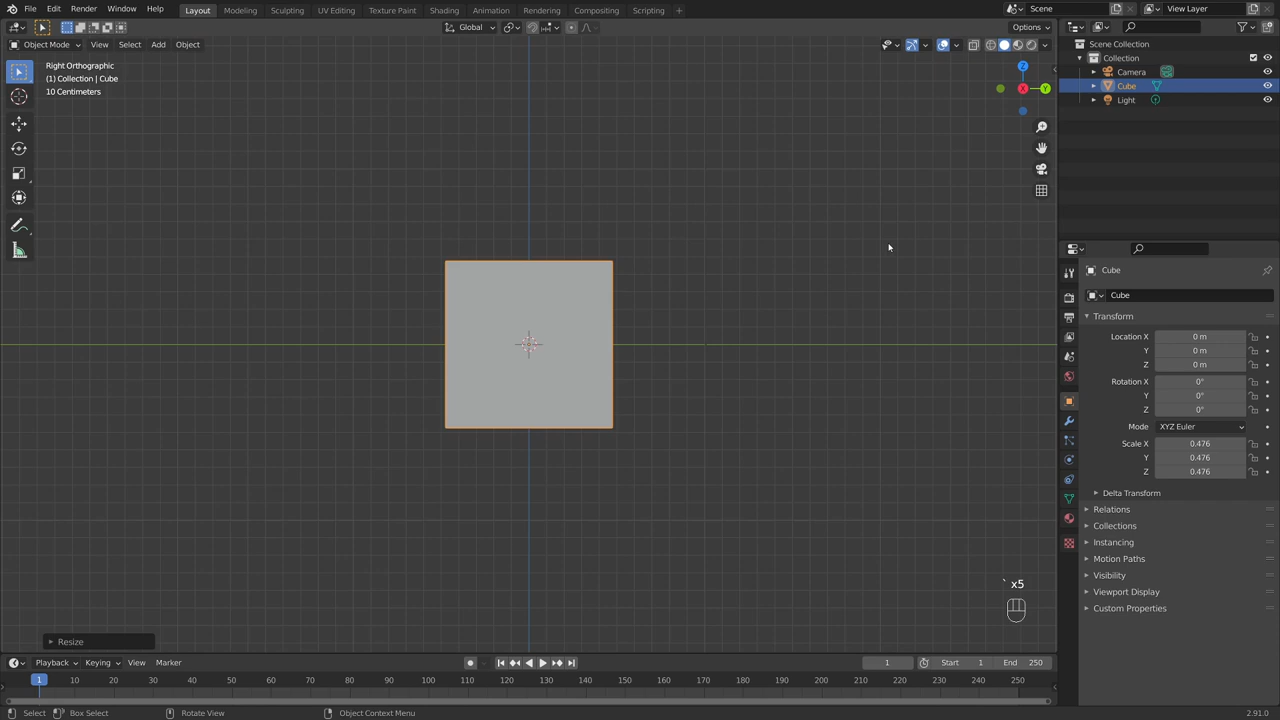 File Edit Render Window Help
Layout Modeling Sculpting UV Editing Texture Paint Shading Animation Rendering Compositing Scripting +
Scene
View Layer
Global
Options
Object Mode View Select Add Object
Right Orthographic
(1) Collection | Cube
10 Centimeters
Z
X
Y
Scene Collection
Collection
Camera
Cube
Light
Cube
Cube
Transform
Location X 0 m
Y 0 m
Z 0 m
Rotation X 0°
Y 0°
Z 0°
Mode XYZ Euler
Scale X 0.476
Y 0.476
Z 0.476
Delta Transform
Relations
Collections
Instancing
Motion Paths
Visibility
Viewport Display
Custom Properties
` x5
Resize
Playback Keying View Marker
1 Start 1 End 250
1 10 20 30 40 50 60 70 80 90 100 110 120 130 140 150 160 170 180 190 200 210 220 230 240 250
Select Box Select Rotate View Object Context Menu 2.91.0